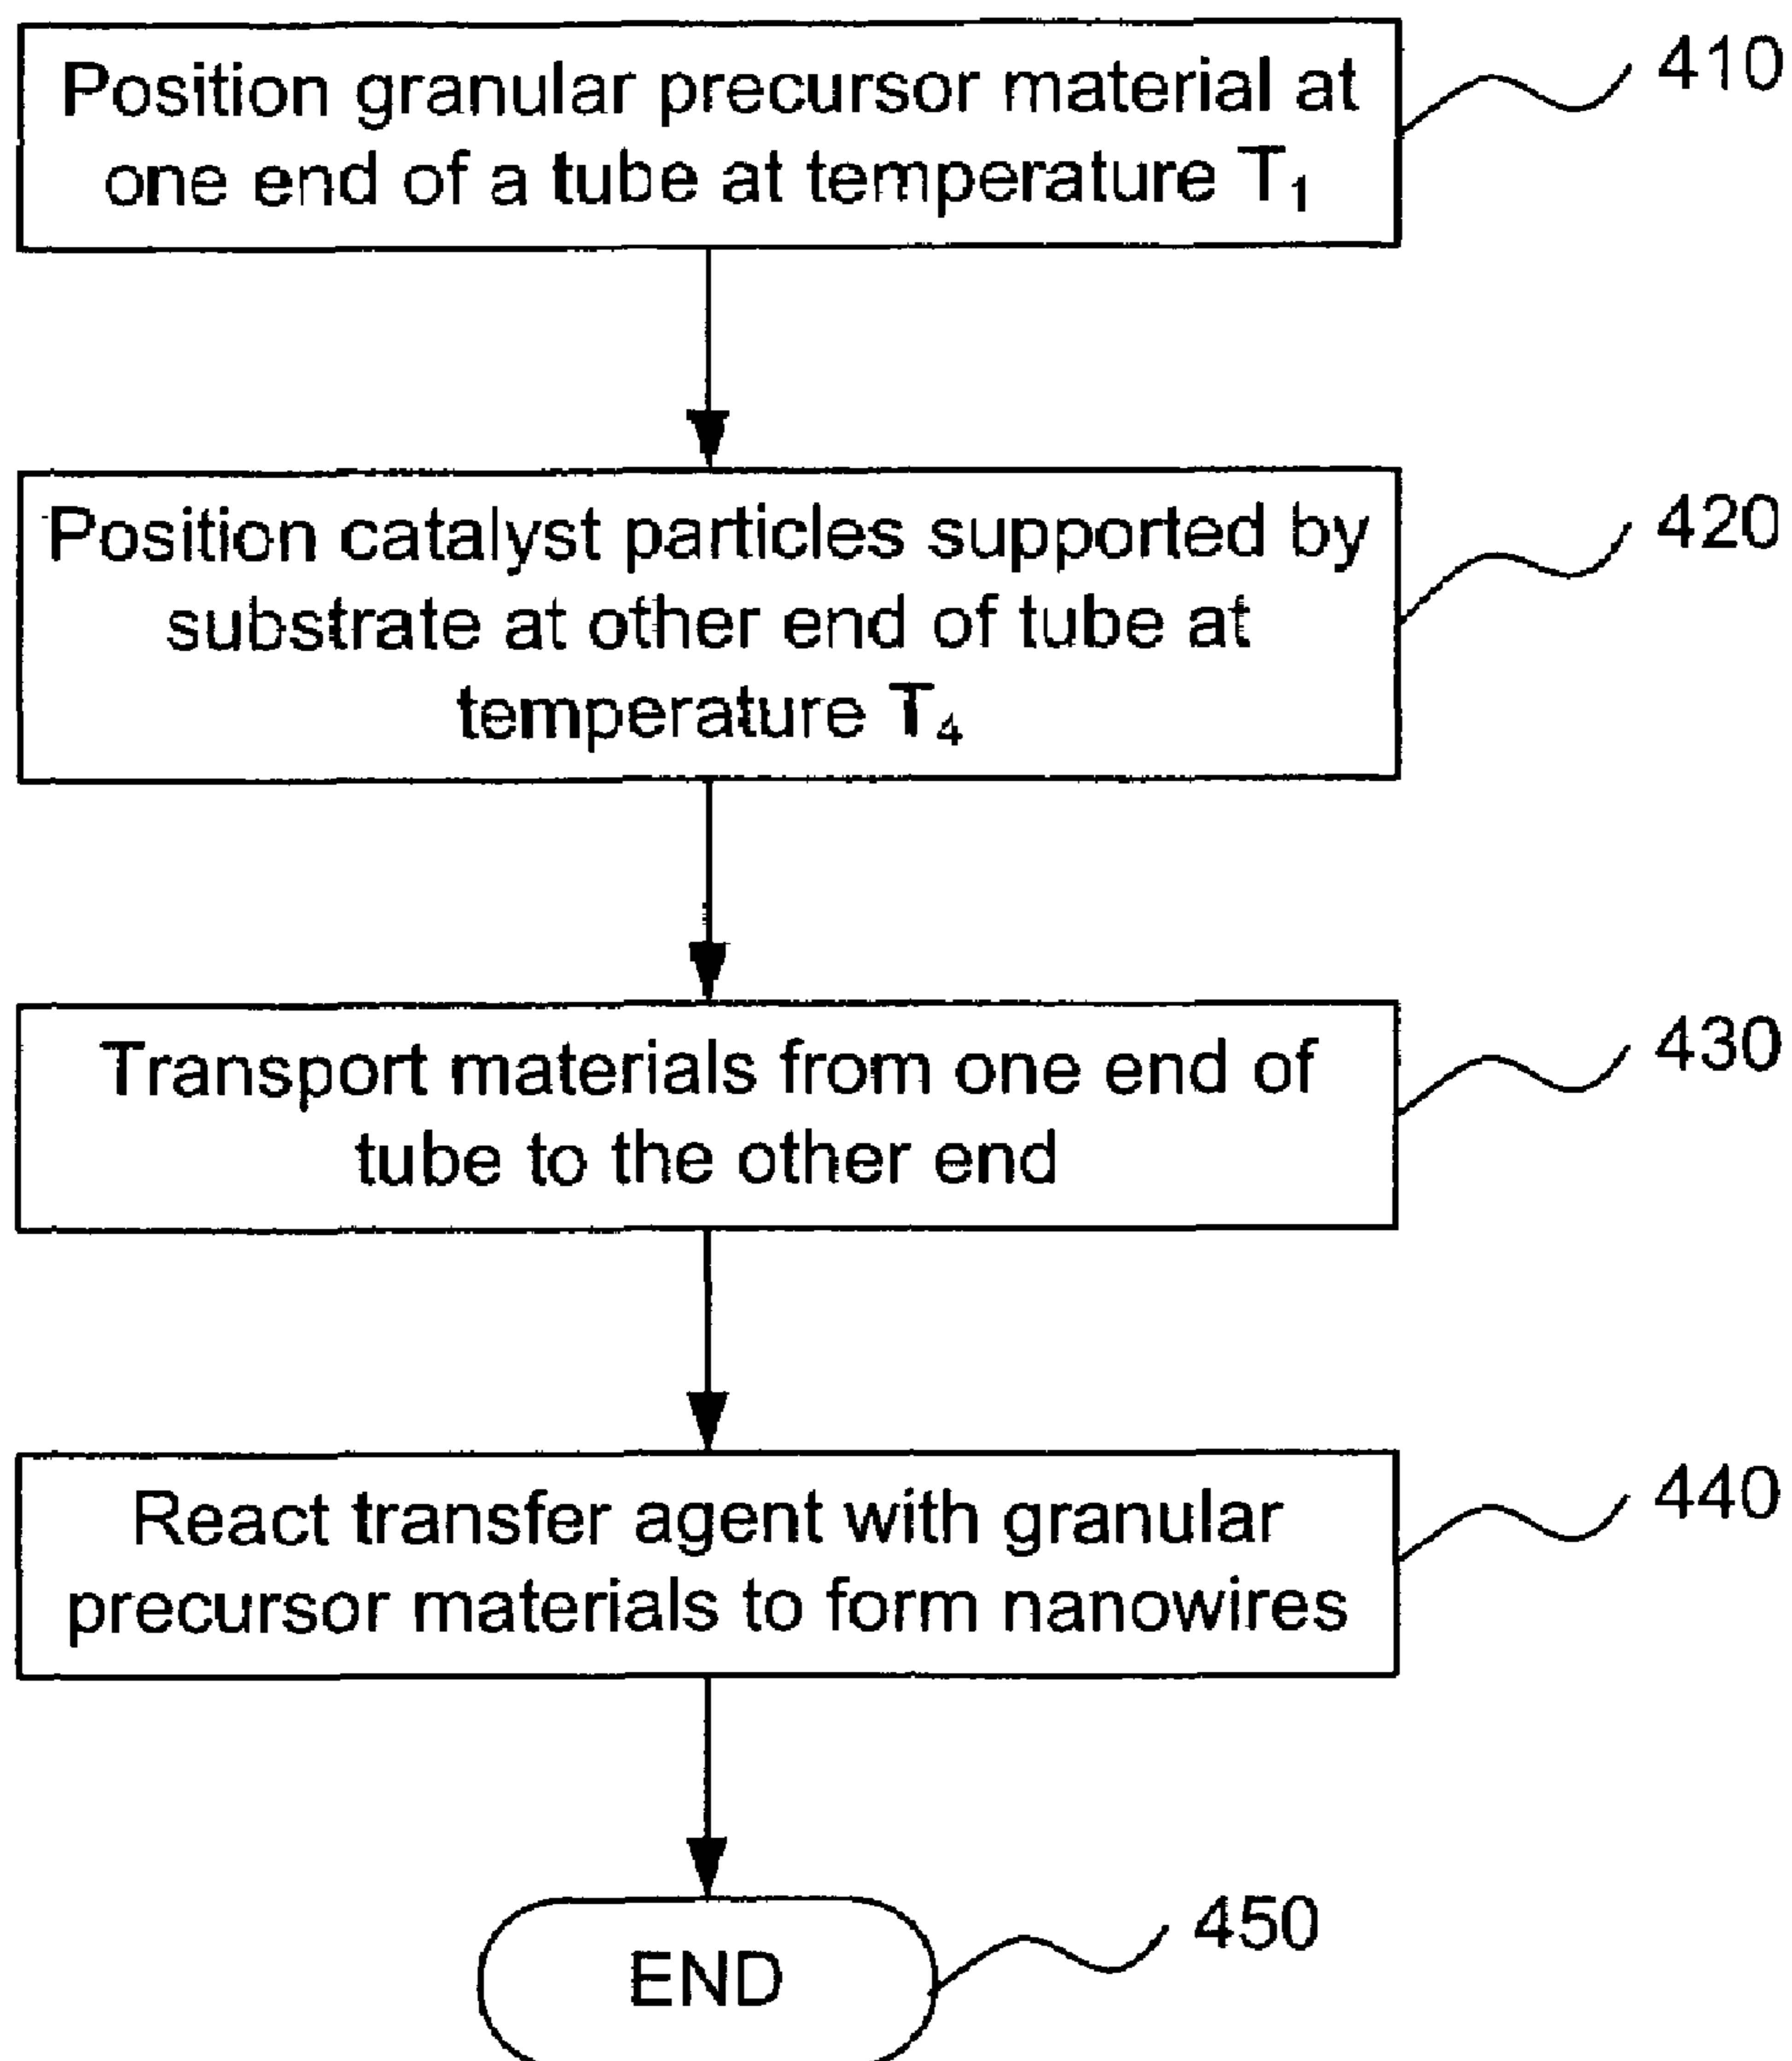 Position granular precursor material at
one end of a tube at temperature T₁
410
Position catalyst particles supported by
substrate at other end of tube at
temperature T₄
420
Transport materials from one end of
tube to the other end
430
React transfer agent with granular
precursor materials to form nanowires
440
END
450